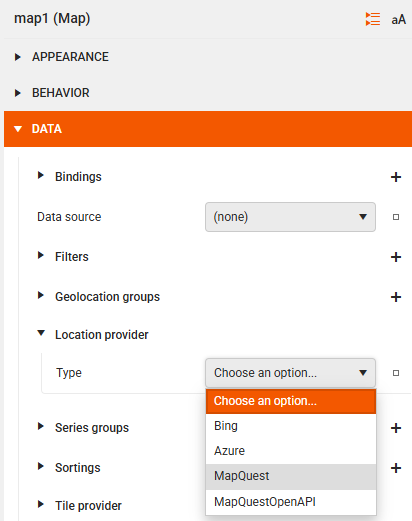 map1 (Map)
aA
APPEARANCE
BEHAVIOR
DATA
Bindings
Data source
(none)
Filters
Geolocation groups
Location provider
Type
Choose an option...
Choose an option...
Bing
Azure
Series groups
MapQuest
Sortings
MapQuestOpenAPI
Tile provider